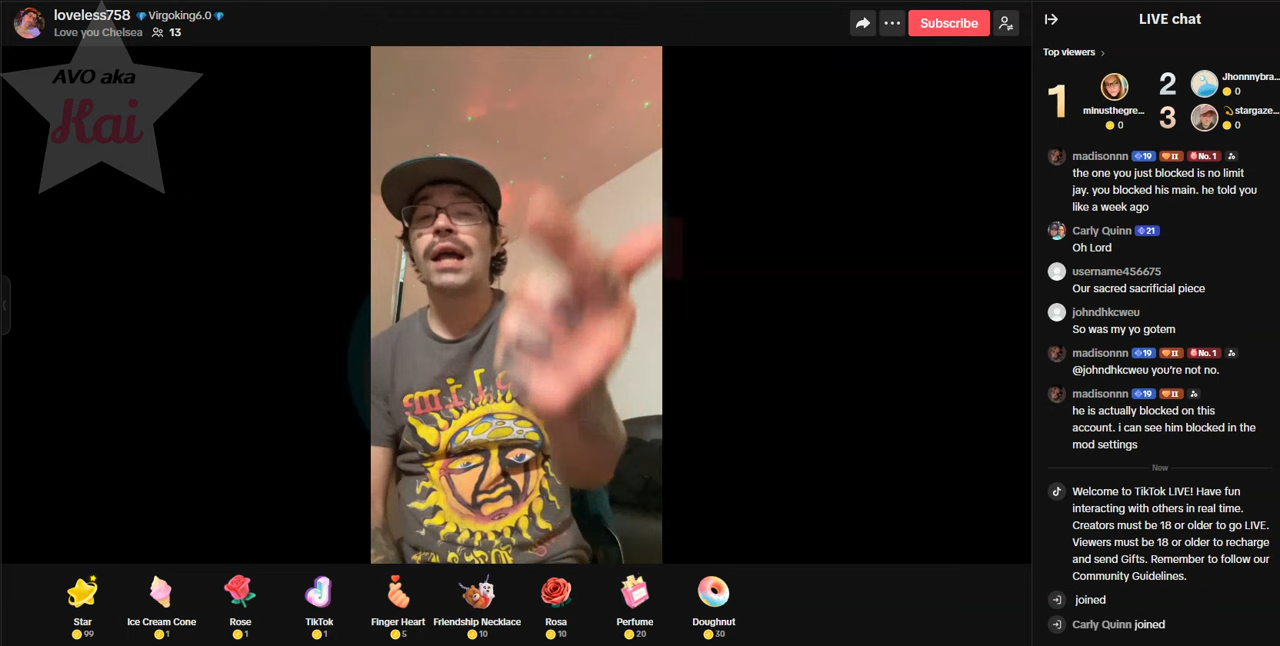 loveless758 💎Virgoking6.0💎
Love you Chelsea 13
AVO aka
Kai
Subscribe
LIVE chat
Top viewers
1
minusthegre...
0
2
Jhonnnybra...
0
3
stargaze...
0
madisonnn 19 II No. 1
the one you just blocked is no limit
jay. you blocked his main. he told you
like a week ago
Carly Quinn 21
Oh Lord
username456675
Our sacred sacrificial piece
johndhkcweu
So was my yo gotem
madisonnn 19 II No. 1
@johndhkcweu you're not no.
madisonnn 19 II
he is actually blocked on this
account. i can see him blocked in the
mod settings
New
Welcome to TikTok LIVE! Have fun
interacting with others in real time.
Creators must be 18 or older to go LIVE.
Viewers must be 18 or older to recharge
and send Gifts. Remember to follow our
Community Guidelines.
joined
Carly Quinn joined
Star
99
Ice Cream Cone
1
Rose
1
TikTok
1
Finger Heart
5
Friendship Necklace
10
Rosa
10
Perfume
20
Doughnut
30